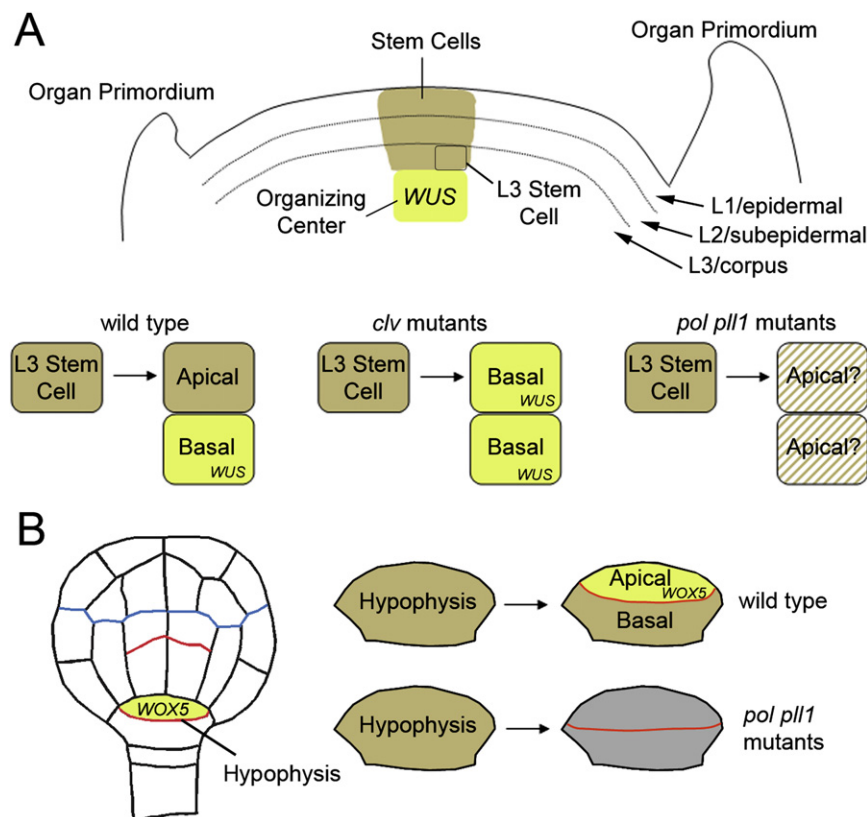 A
Stem Cells
Organ Primordium
Organ Primordium
WUS
Organizing
Center
L3 Stem
Cell
L1/epidermal
L2/subepidermal
L3/corpus
wild type
L3 Stem
Cell
Apical
Basal
WUS
clv mutants
L3 Stem
Cell
Basal
WUS
Basal
WUS
pol pll1 mutants
L3 Stem
Cell
Apical?
Apical?
B
WOX5
Hypophysis
Hypophysis
Apical
WOX5
Basal
wild type
Hypophysis
pol pll1
mutants